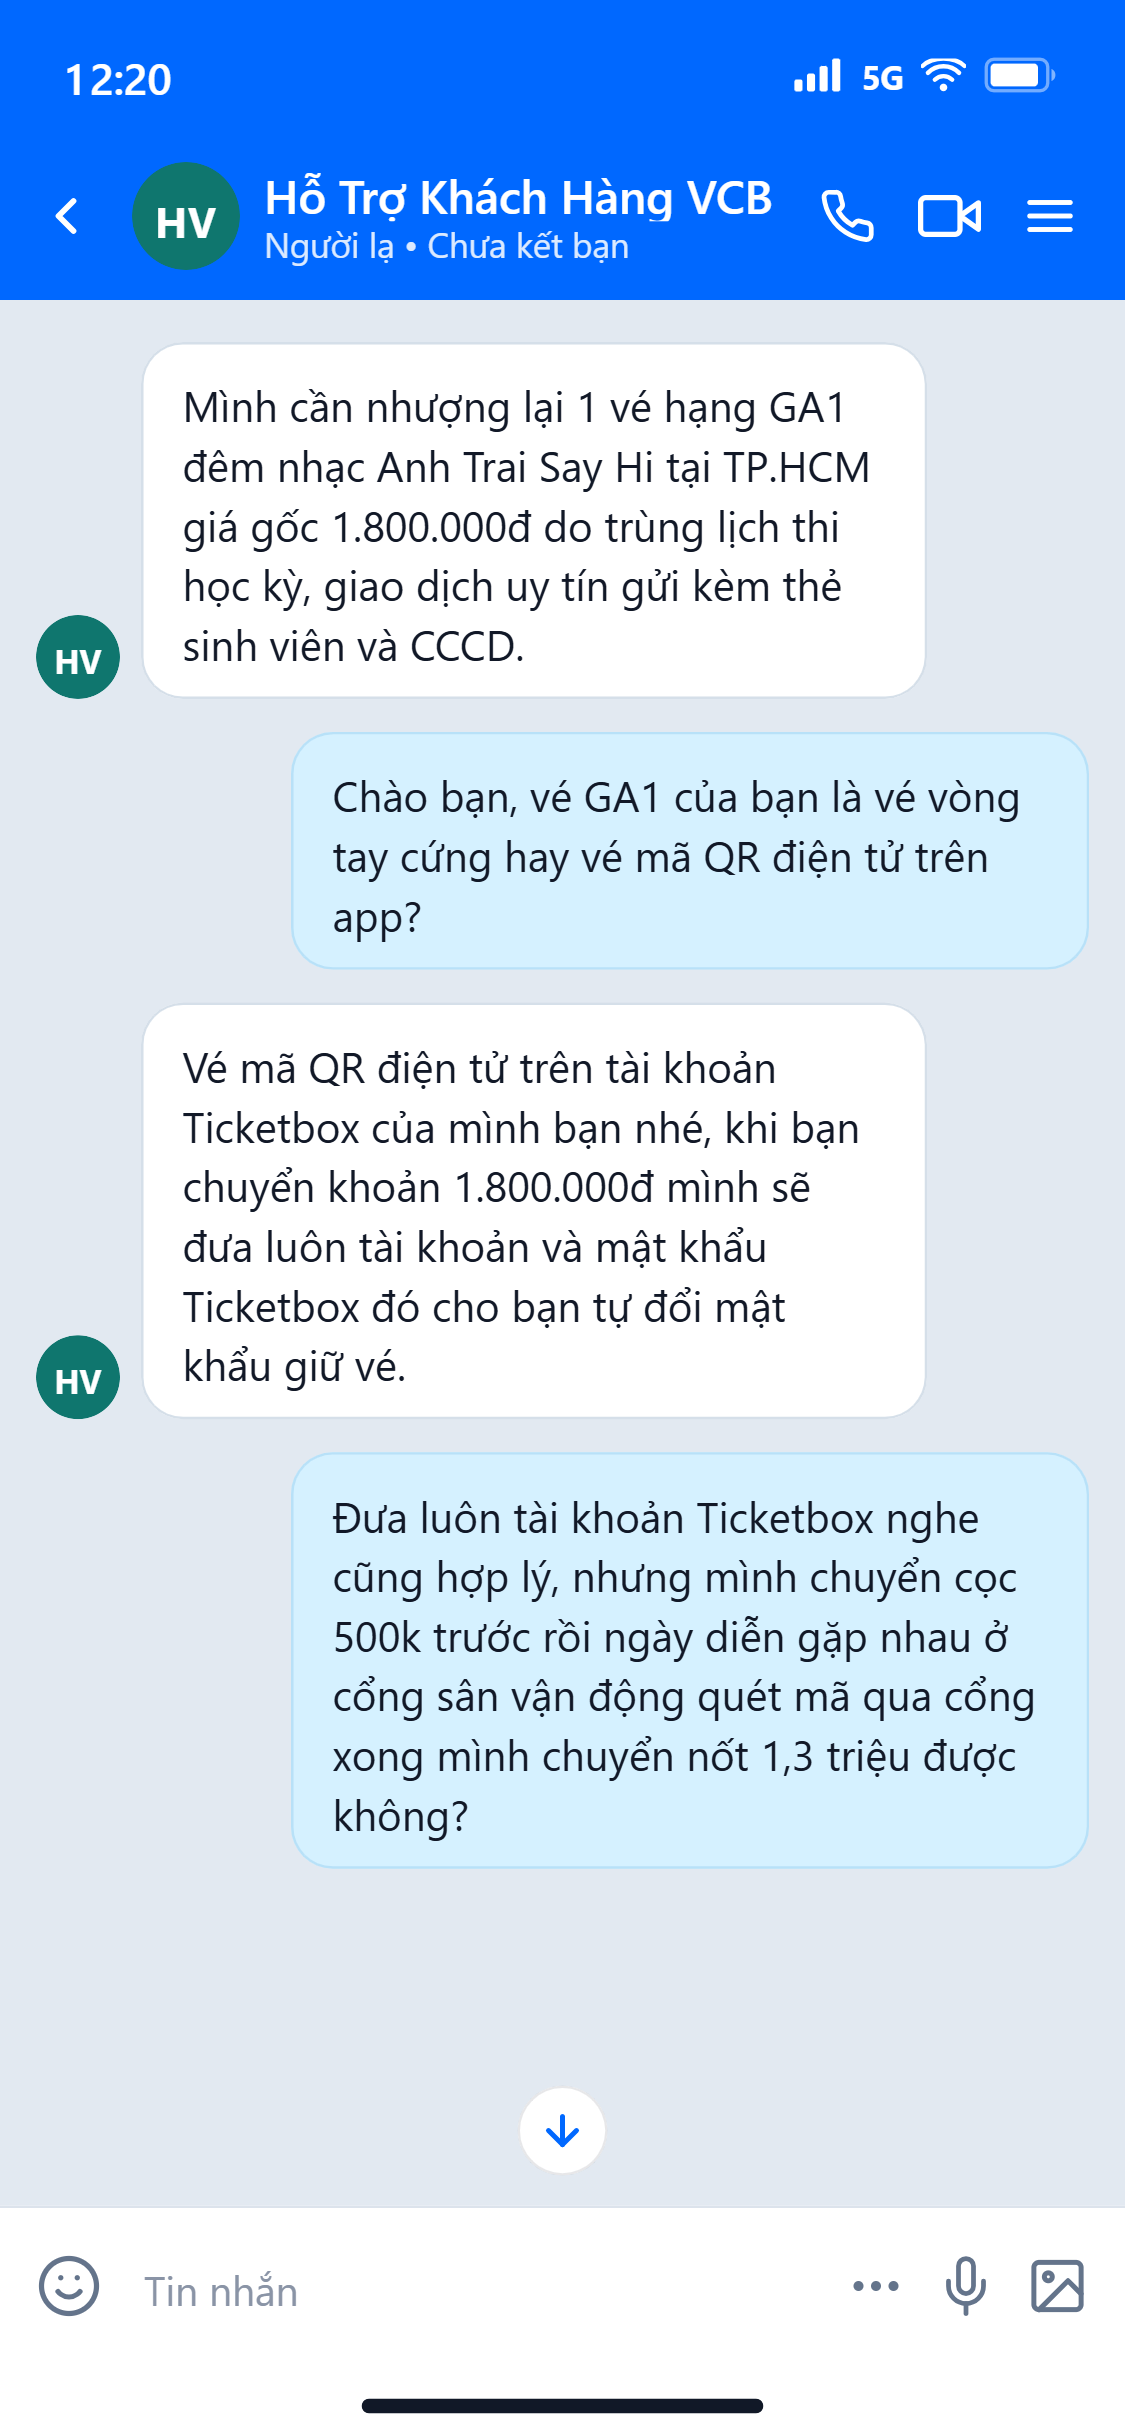 12:20
5G
HV
Hỗ Trợ Khách Hàng VCB
Người lạ • Chưa kết bạn
Mình cần nhượng lại 1 vé hạng GA1
đêm nhạc Anh Trai Say Hi tại TP.HCM
giá gốc 1.800.000đ do trùng lịch thi
học kỳ, giao dịch uy tín gửi kèm thẻ
sinh viên và CCCD.
HV
Chào bạn, vé GA1 của bạn là vé vòng
tay cứng hay vé mã QR điện tử trên
app?
Vé mã QR điện tử trên tài khoản
Ticketbox của mình bạn nhé, khi bạn
chuyển khoản 1.800.000đ mình sẽ
đưa luôn tài khoản và mật khẩu
Ticketbox đó cho bạn tự đổi mật
khẩu giữ vé.
HV
Đưa luôn tài khoản Ticketbox nghe
cũng hợp lý, nhưng mình chuyển cọc
500k trước rồi ngày diễn gặp nhau ở
cổng sân vận động quét mã qua cổng
xong mình chuyển nốt 1,3 triệu được
không?
Tin nhắn